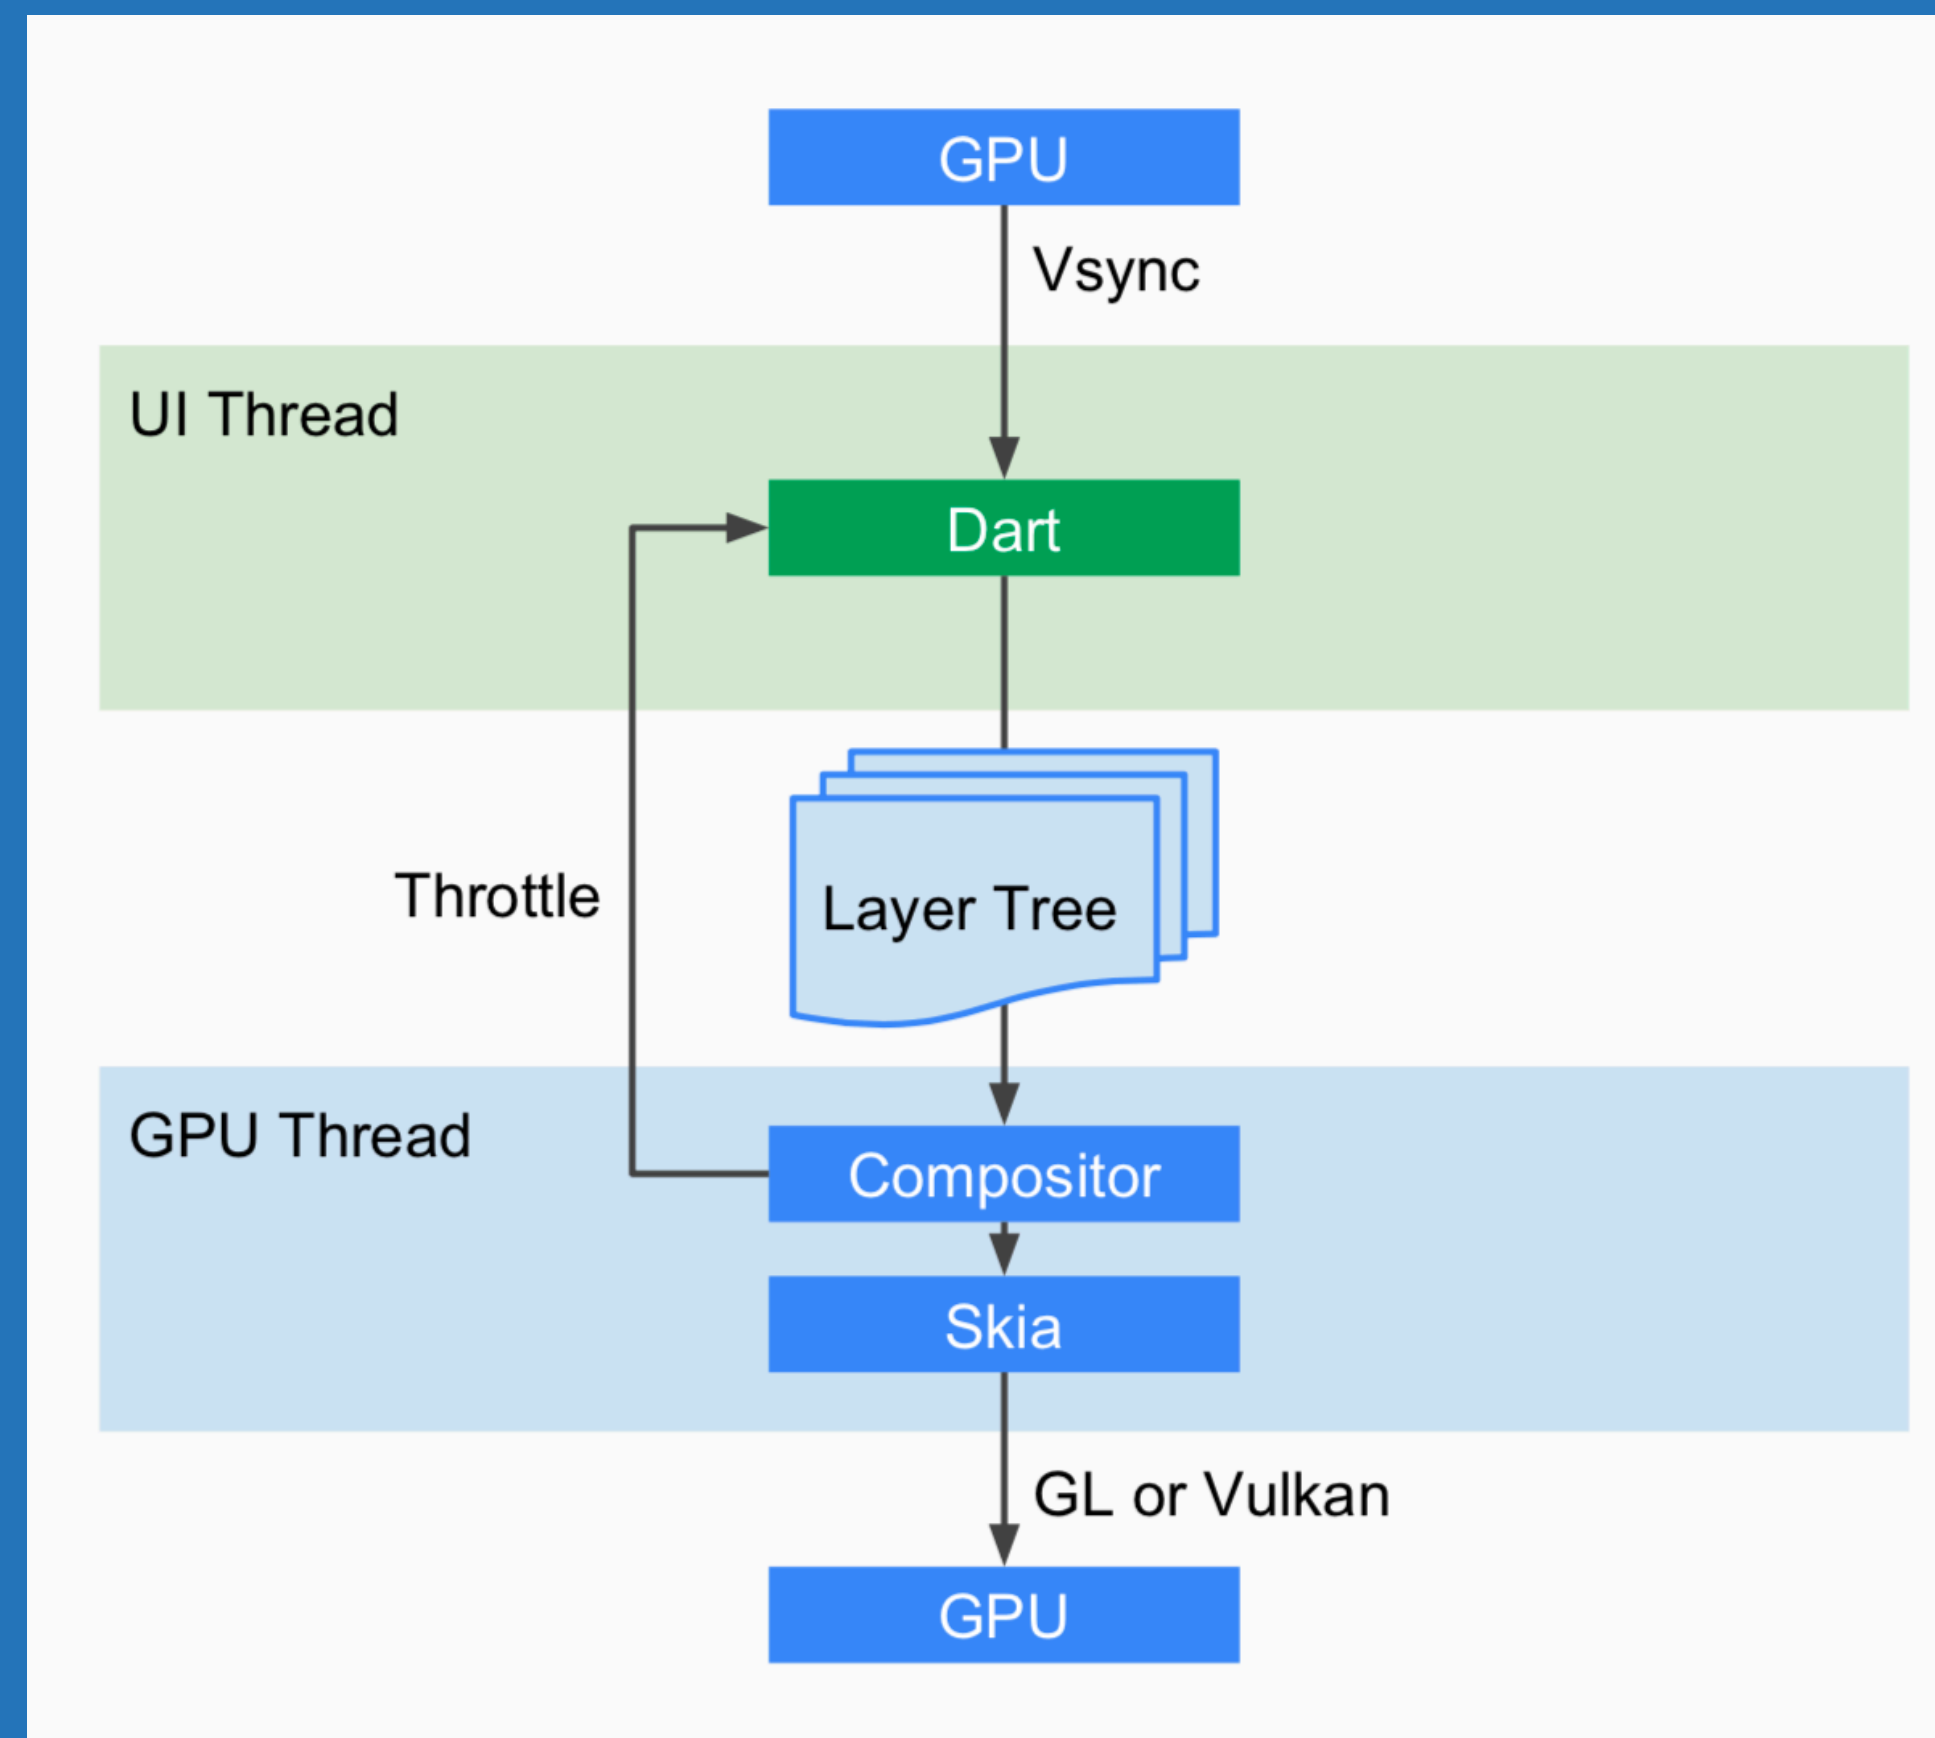 GPU
Vsync
UI Thread
Dart
Throttle
Layer Tree
GPU Thread
Compositor
Skia
GL or Vulkan
GPU